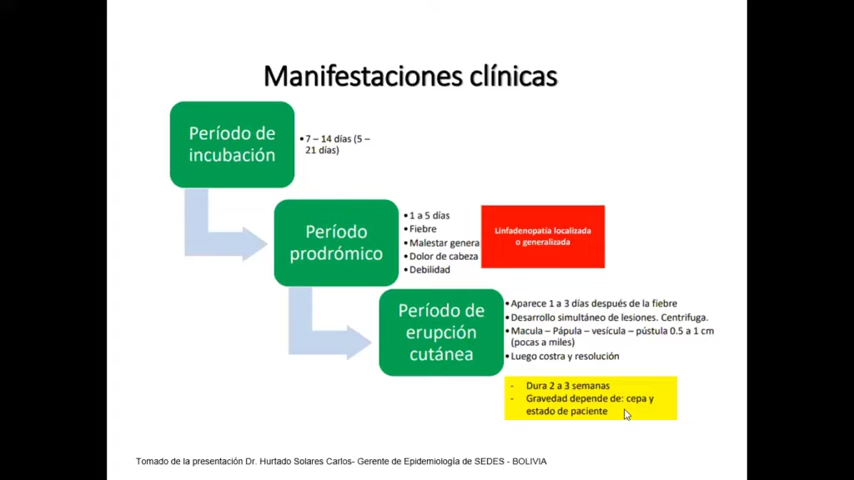 Manifestaciones clínicas
Período de
incubación
• 7 – 14 días (5 –
21 días)
Período
prodrómico
• 1 a 5 días
• Fiebre
• Malestar genera
• Dolor de cabeza
• Debilidad
Linfadenopatía localizada
o generalizada
Período de
erupción
cutánea
• Aparece 1 a 3 días después de la fiebre
• Desarrollo simultáneo de lesiones. Centrifuga.
• Macula – Pápula – vesícula – pústula 0.5 a 1 cm
(pocas a miles)
• Luego costra y resolución
- Dura 2 a 3 semanas
- Gravedad depende de: cepa y
estado de paciente
Tomado de la presentación Dr. Hurtado Solares Carlos- Gerente de Epidemiología de SEDES - BOLIVIA